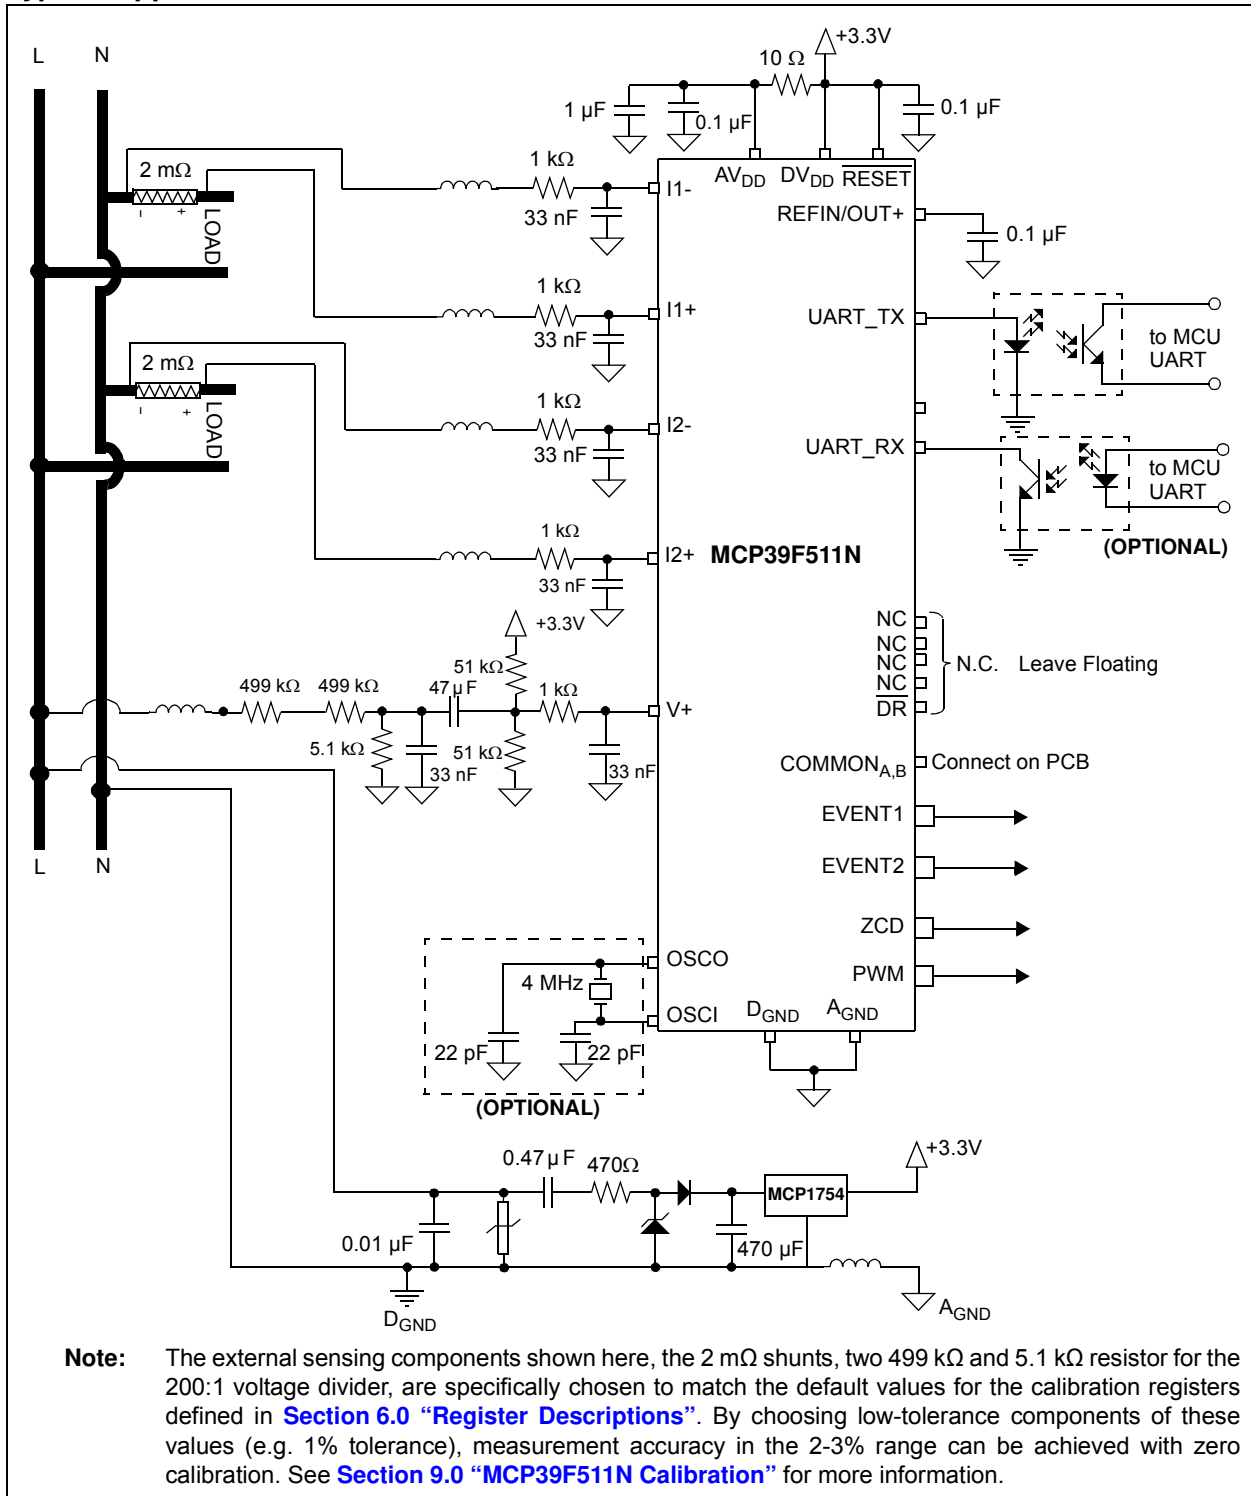 L N
+3.3V
10 Ω
1 µF
0.1 µF
0.1 µF
2 mΩ
- +
LOAD
1 kΩ
33 nF
I1-
AVDD DVDD RESET
REFIN/OUT+
0.1 µF
1 kΩ
33 nF
I1+
UART_TX
to MCU
UART
2 mΩ
- +
LOAD
1 kΩ
33 nF
I2-
UART_RX
to MCU
UART
(OPTIONAL)
1 kΩ
33 nF
I2+
MCP39F511N
+3.3V
51 kΩ
499 kΩ 499 kΩ 47µF 1 kΩ
V+
5.1 kΩ
33 nF
51 kΩ
33 nF
NC
NC
NC
NC
DR
N.C. Leave Floating
COMMONA,B
Connect on PCB
EVENT1
EVENT2
ZCD
PWM
L N
OSCO
4 MHz
OSCI
22 pF 22 pF
(OPTIONAL)
DGND AGND
0.47µF 470Ω
MCP1754
+3.3V
0.01 µF
470 µF
DGND
AGND
Note: The external sensing components shown here, the 2 mΩ shunts, two 499 kΩ and 5.1 kΩ resistor for the
200:1 voltage divider, are specifically chosen to match the default values for the calibration registers
defined in Section 6.0 “Register Descriptions”. By choosing low-tolerance components of these
values (e.g. 1% tolerance), measurement accuracy in the 2-3% range can be achieved with zero
calibration. See Section 9.0 “MCP39F511N Calibration” for more information.